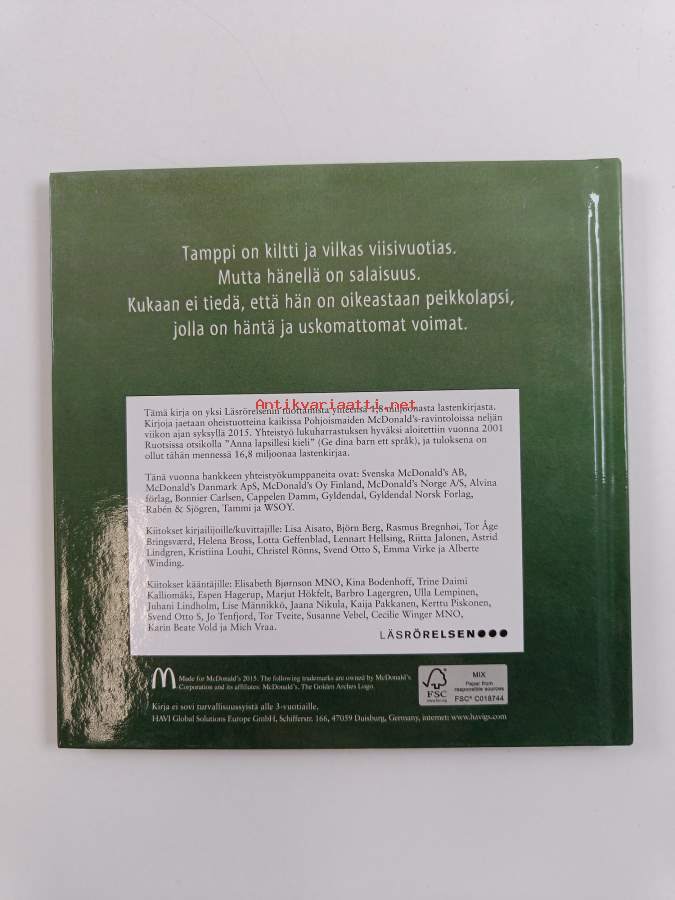 Tamppi on kiltti ja vilkas viisivuotias.
Mutta hänellä on salaisuus.
Kukaan ei tiedä, että hän on oikeastaan peikkolapsi,
jolla on häntä ja uskomattomat voimat.
Antikvariaatti.net
Tämä kirja on yksi Läsrörelsenin tuottamista yhteensä 1,8 miljoonasta lastenkirjasta.
Kirjoja jaetaan oheistuotteina kaikissa Pohjoismaiden McDonald's-ravintoloissa neljän
viikon ajan syksyllä 2015. Yhteistyö lukuharrastuksen hyväksi aloitettiin vuonna 2001
Ruotsissa otsikolla "Anna lapsillesi kieli" (Ge dina barn ett språk), ja tuloksena on
ollut tähän mennessä 16,8 miljoonaa lastenkirjaa.
Tänä vuonna hankkeen yhteistyökumppaneita ovat: Svenska McDonald's AB,
McDonald's Danmark ApS, McDonald's Oy Finland, McDonald's Norge A/S, Alvina
förlag, Bonnier Carlsen, Cappelen Damm, Gyldendal, Gyldendal Norsk Forlag,
Rabén & Sjögren, Tammi ja WSOY.
Kiitokset kirjailijoille/kuvittajille: Lisa Aisato, Björn Berg, Rasmus Bregnhøi, Tor Åge
Bringsværd, Helena Bross, Lotta Geffenblad, Lennart Hellsing, Riitta Jalonen, Astrid
Lindgren, Kristiina Louhi, Christel Rönns, Svend Otto S, Emma Virke ja Alberte
Winding.
Kiitokset kääntäjille: Elisabeth Bjørnson MNO, Kina Bodenhoff, Trine Daimi
Kalliomäki, Espen Hagerup, Marjut Hökfelt, Barbro Lagergren, Ulla Lempinen,
Juhani Lindholm, Lise Männikkö, Jaana Nikula, Kaija Pakkanen, Kerttu Piskonen,
Svend Otto S, Jo Tenfjord, Tor Tveite, Susanne Vebel, Cecilie Winger MNO,
Karin Beate Vold ja Mich Vraa.
LÄSRÖRELSEN
Made for McDonald's 2015. The following trademarks are owned by McDonald's
Corporation and its affiliates: McDonald's, The Golden Arches Logo.
Kirja ei sovi turvallisuussyistä alle 3-vuotiaille.
HAVI Global Solutions Europe GmbH, Schifferstr. 166, 47059 Duisburg, Germany, internet: www.havigs.com
FSC
www.fsc.org
MIX
Paper from
responsible sources
FSC® C018744